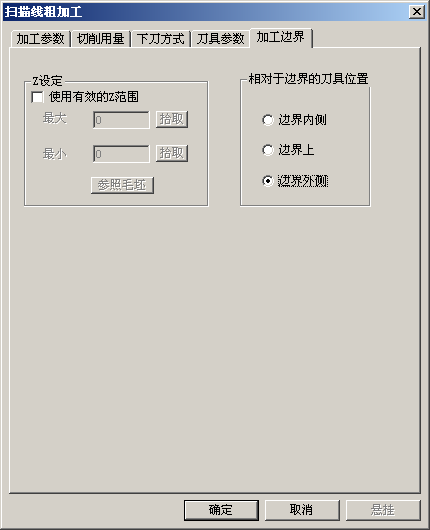 扫描线粗加工
加工参数 切削用量 下刀方式 刀具参数 加工边界
Z设定
使用有效的Z范围
最大 0 拾取
最小 0 拾取
参照毛坯
相对于边界的刀具位置
边界内侧
边界上
边界外侧
确定 取消 悬挂